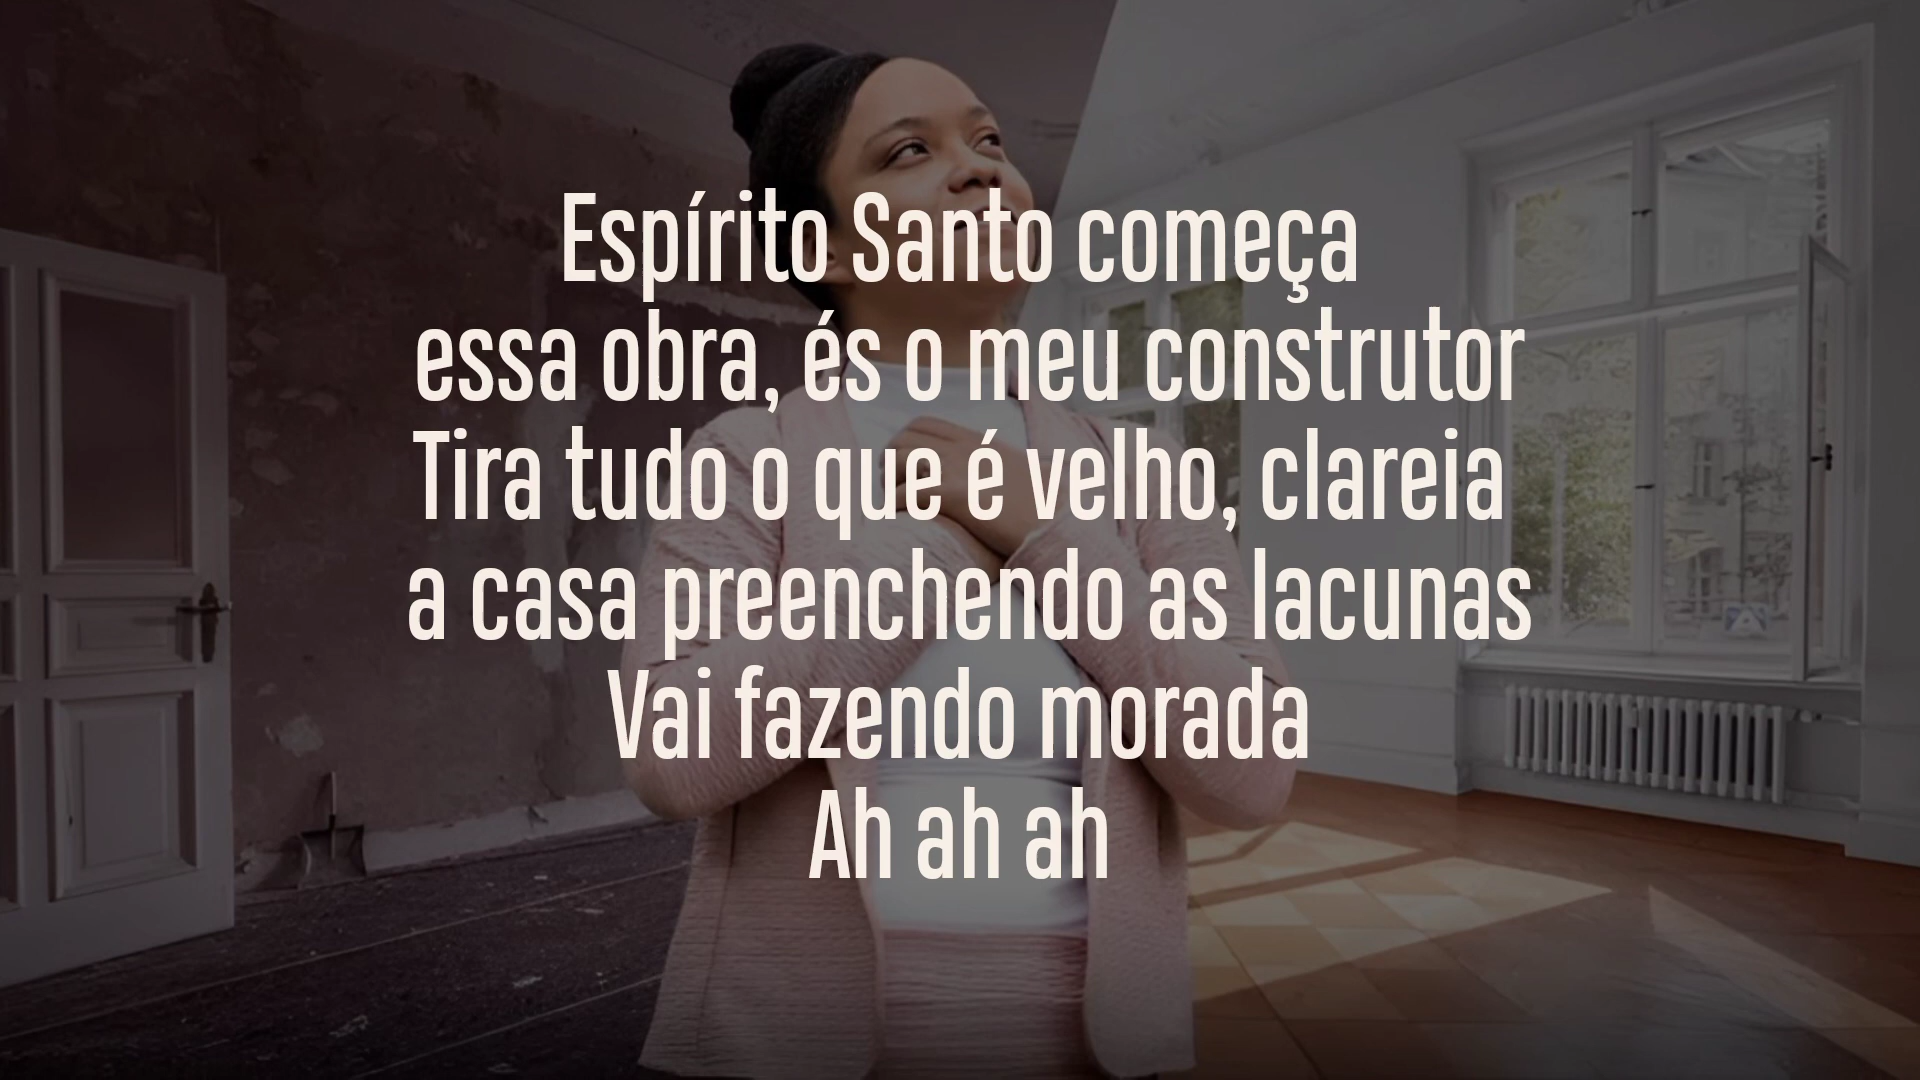 Espírito Santo começa
essa obra, és o meu construtor
Tira tudo o que é velho, clareia
a casa preenchendo as lacunas
Vai fazendo morada
Ah ah ah